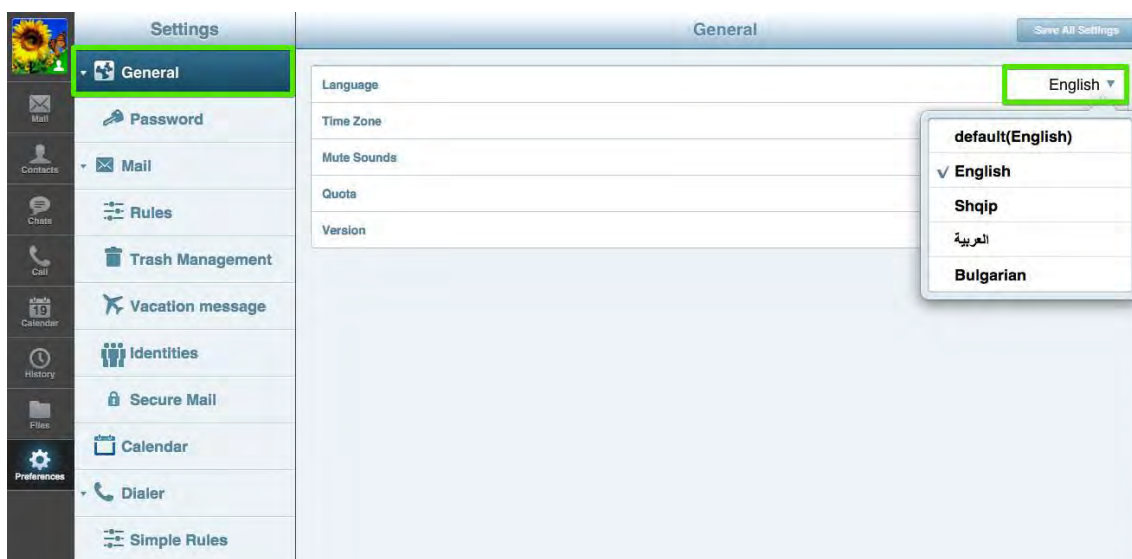 Settings
General
Save All Settings
Mail
Contacts
Chats
Call
19
Calendar
History
Files
Preferences
General
Password
Mail
Rules
Trash Management
Vacation message
Identities
Secure Mail
Calendar
Dialer
Simple Rules
Language
English
Time Zone
Mute Sounds
Quota
Version
default(English)
English
Shqip
العربية
Bulgarian